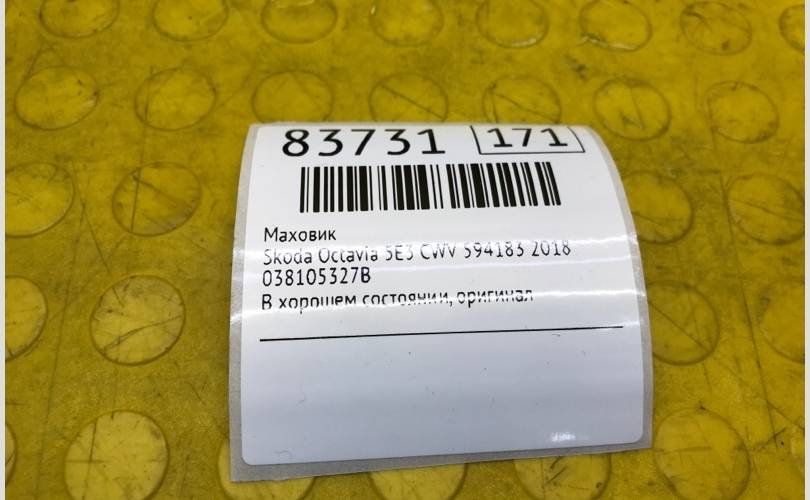 83731 171
Маховик
Skoda Octavia 5E3 CWV 594183 2018
038105327B
В хорошем состоянии, оригинал